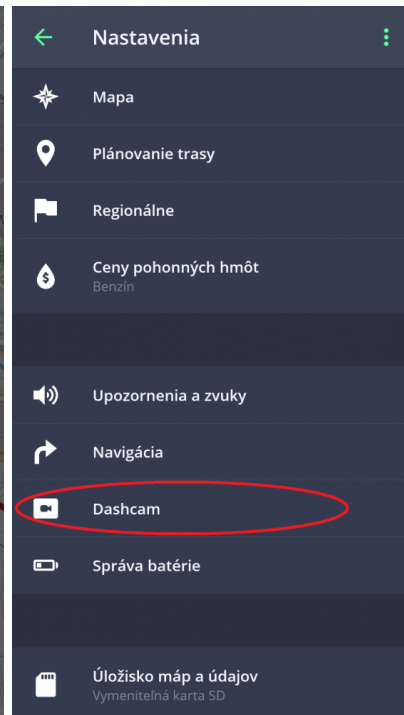 Nastavenia
Mapa
Plánovanie trasy
Regionálne
Ceny pohonných hmôt
Benzín
Upozornenia a zvuky
Navigácia
Dashcam
Správa batérie
Úložisko máp a údajov
Vymeniteľná karta SD